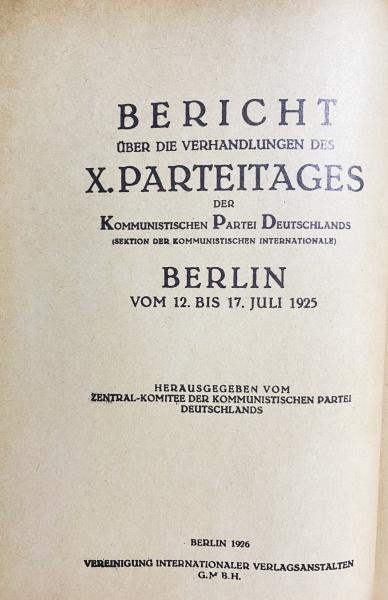 BERICHT
ÜBER DIE VERHANDLUNGEN DES
X. PARTEITAGES
DER
KOMMUNISTISCHEN PARTEI DEUTSCHLANDS
(SEKTION DER KOMMUNISTISCHEN INTERNATIONALE)
BERLIN
VOM 12. BIS 17. JULI 1925
HERAUSGEGEBEN VOM
ZENTRAL-KOMITEE DER KOMMUNISTISCHEN PARTEI
DEUTSCHLANDS
BERLIN 1926
VEREINIGUNG INTERNATIONALER VERLAGSANSTALTEN
G.M.B.H.